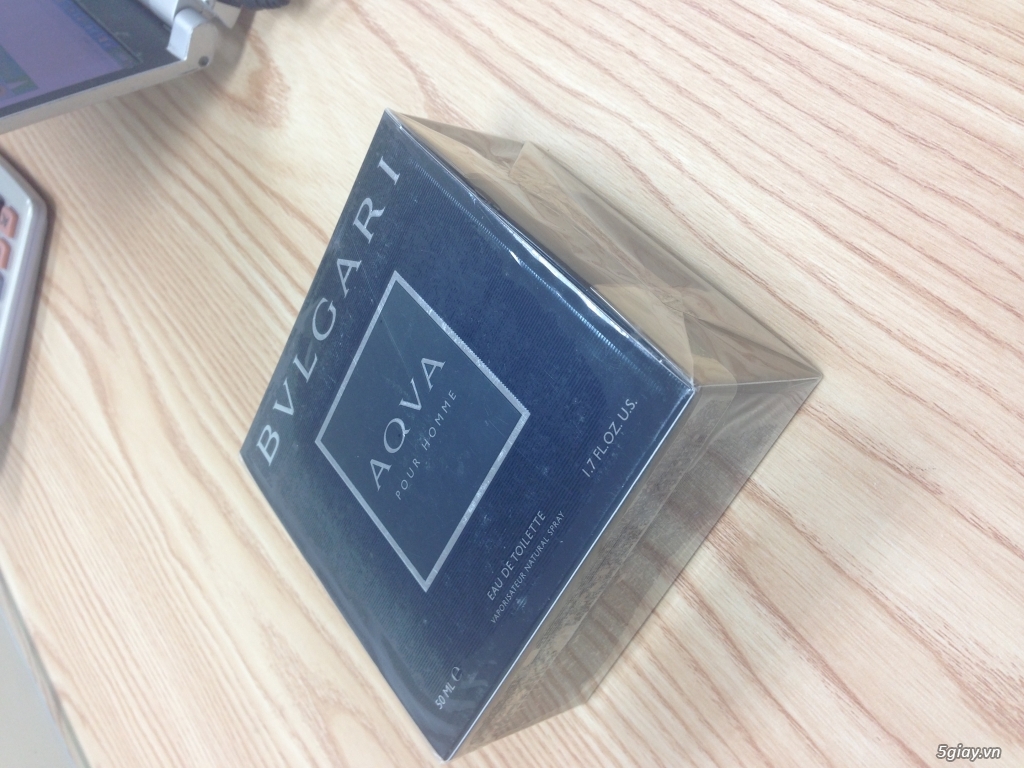 BVLGARI
AQVA
POUR HOMME
EAU DE TOILETTE
VAPORISATEUR NATURAL SPRAY
50 ML ℮
1.7 FL.OZ. U.S.
5giay.vn